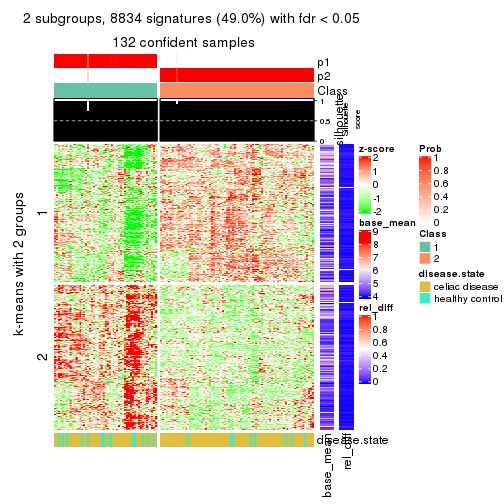 2 subgroups, 8834 signatures (49.0%) with fdr < 0.05
132 confident samples
p1
p2
Class
silhouette
Silhouette
score
1
0.5
0
k-means with 2 groups
1
2
disease.state
base_mean
rel_diff
z-score
2
1
0
-1
-2
base_mean
9
8
7
6
5
4
rel_diff
1
0.8
0.6
0.4
0.2
0
Prob
1
0.8
0.6
0.4
0.2
0
Class
1
2
disease.state
celiac disease
healthy control